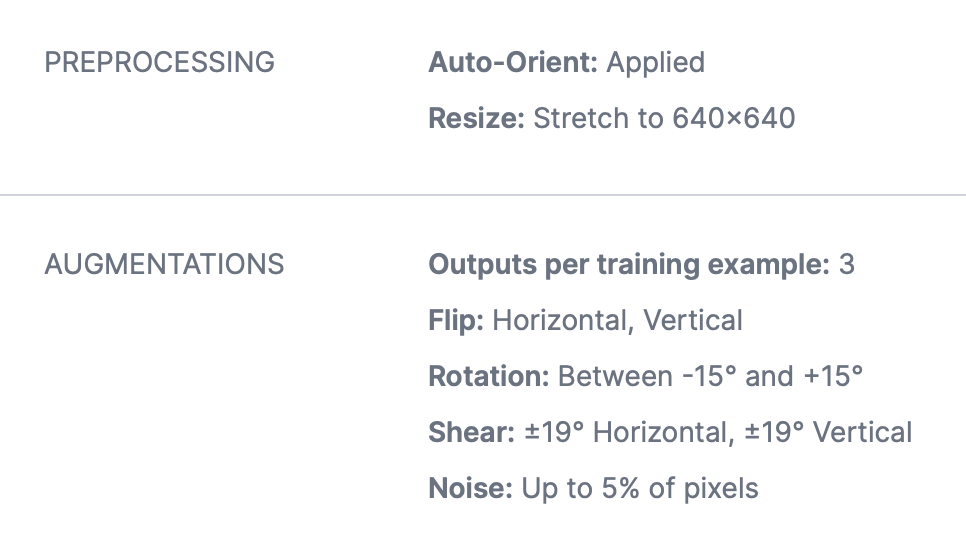 PREPROCESSING
Auto-Orient: Applied
Resize: Stretch to 640×640
AUGMENTATIONS
Outputs per training example: 3
Flip: Horizontal, Vertical
Rotation: Between -15° and +15°
Shear: ±19° Horizontal, ±19° Vertical
Noise: Up to 5% of pixels